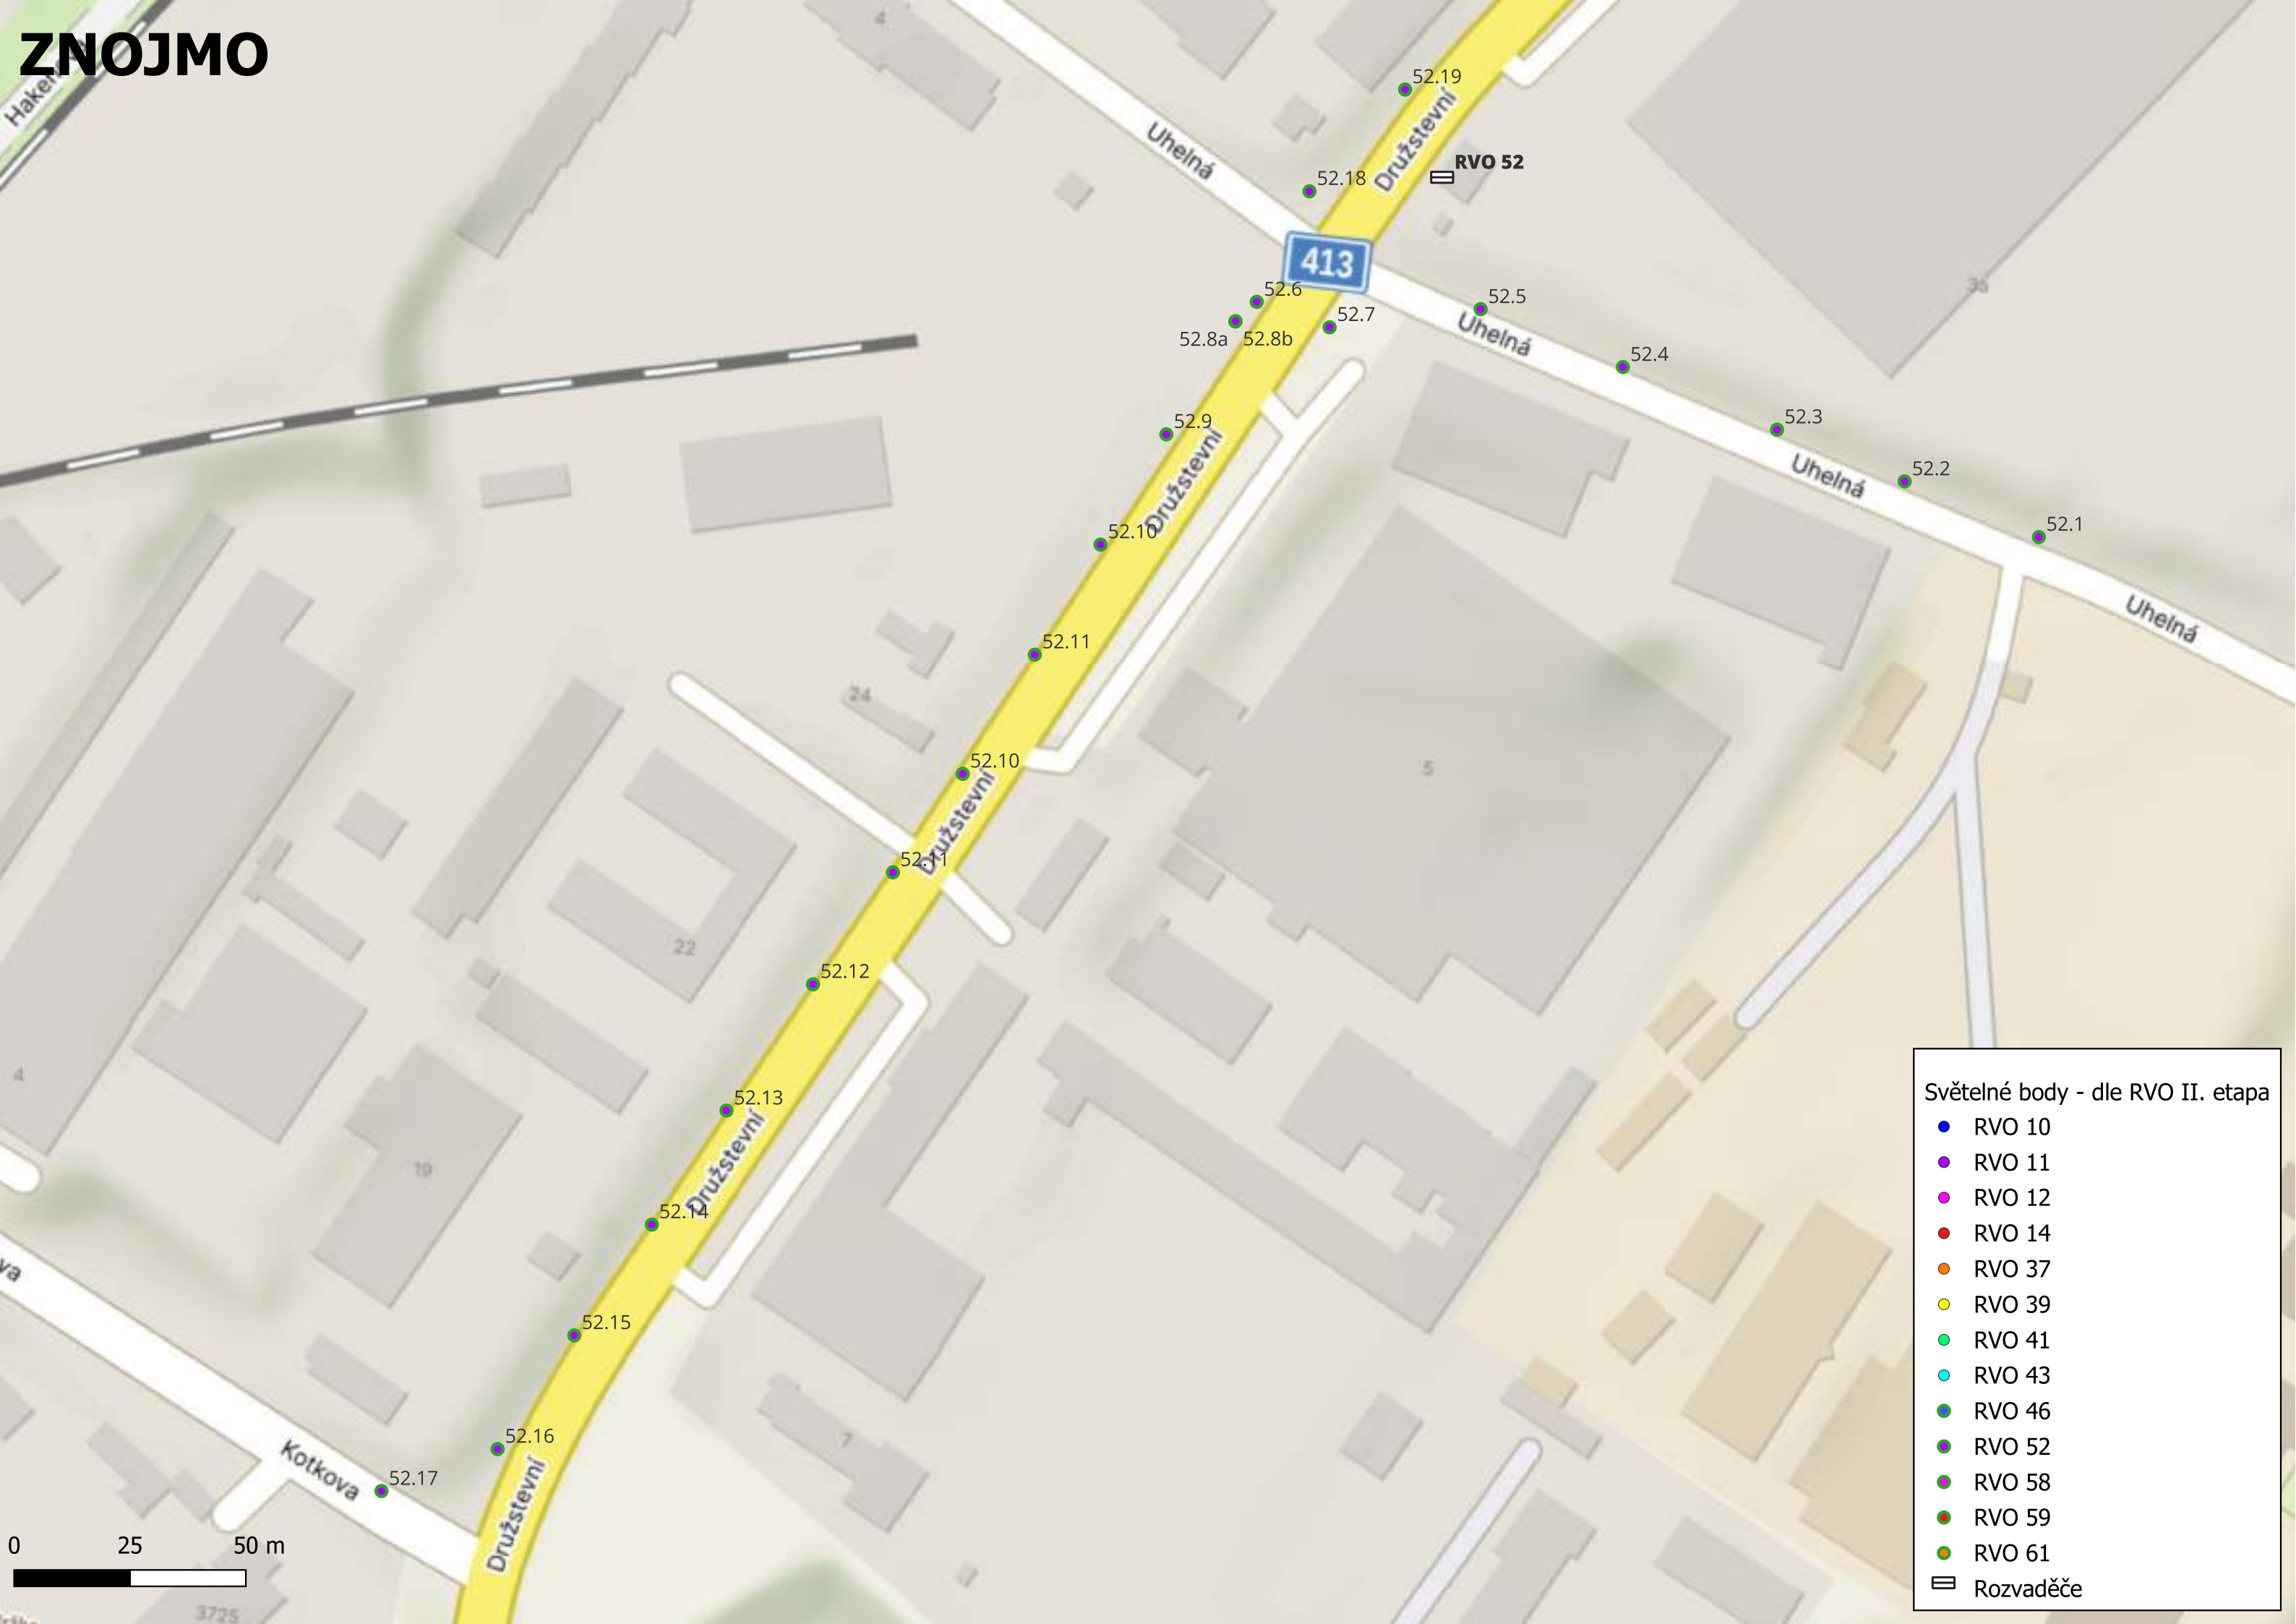 ZNOJMO
4
52.19
Družstevní
Uhelná
RVO 52
52.18
413
3a
52.6
52.5
52.7
Uhelná
52.8a
52.8b
52.4
52.3
52.9
Družstevní
Uhelná
52.2
52.10
52.1
Uhelná
52.11
24
52.10
5
Družstevní
52.11
22
52.12
4
52.13
Družstevní
19
52.14
52.15
52.16
7
Kotkova
52.17
Družstevní
0 25 50 m
3725
Světelné body - dle RVO II. etapa
RVO 10
RVO 11
RVO 12
RVO 14
RVO 37
RVO 39
RVO 41
RVO 43
RVO 46
RVO 52
RVO 58
RVO 59
RVO 61
Rozvaděče